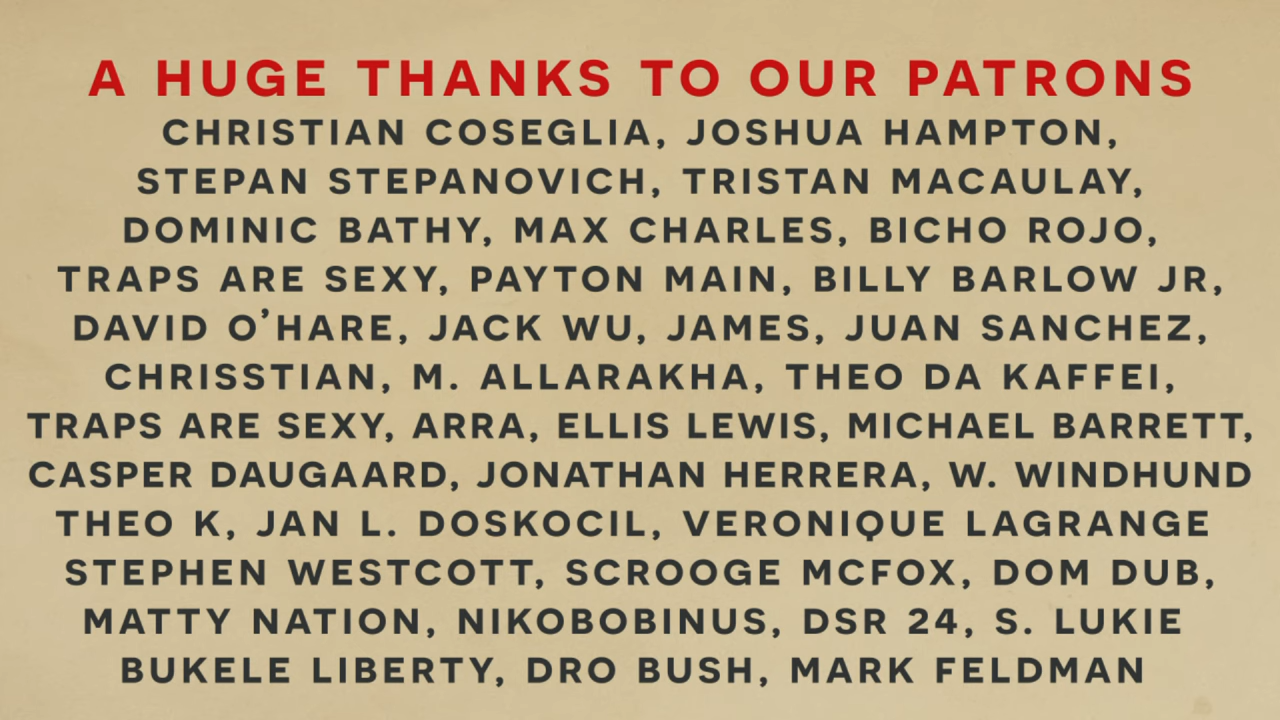 A HUGE THANKS TO OUR PATRONS
CHRISTIAN COSEGLIA, JOSHUA HAMPTON,
STEPAN STEPANOVICH, TRISTAN MACAULAY,
DOMINIC BATHY, MAX CHARLES, BICHO ROJO,
TRAPS ARE SEXY, PAYTON MAIN, BILLY BARLOW JR,
DAVID O’HARE, JACK WU, JAMES, JUAN SANCHEZ,
CHRISSTIAN, M. ALLARAKHA, THEO DA KAFFEI,
TRAPS ARE SEXY, ARRA, ELLIS LEWIS, MICHAEL BARRETT,
CASPER DAUGAARD, JONATHAN HERRERA, W. WINDHUND
THEO K, JAN L. DOSKOCIL, VERONIQUE LAGRANGE
STEPHEN WESTCOTT, SCROOGE MCFOX, DOM DUB,
MATTY NATION, NIKOBOBINUS, DSR 24, S. LUKIE
BUKELE LIBERTY, DRO BUSH, MARK FELDMAN